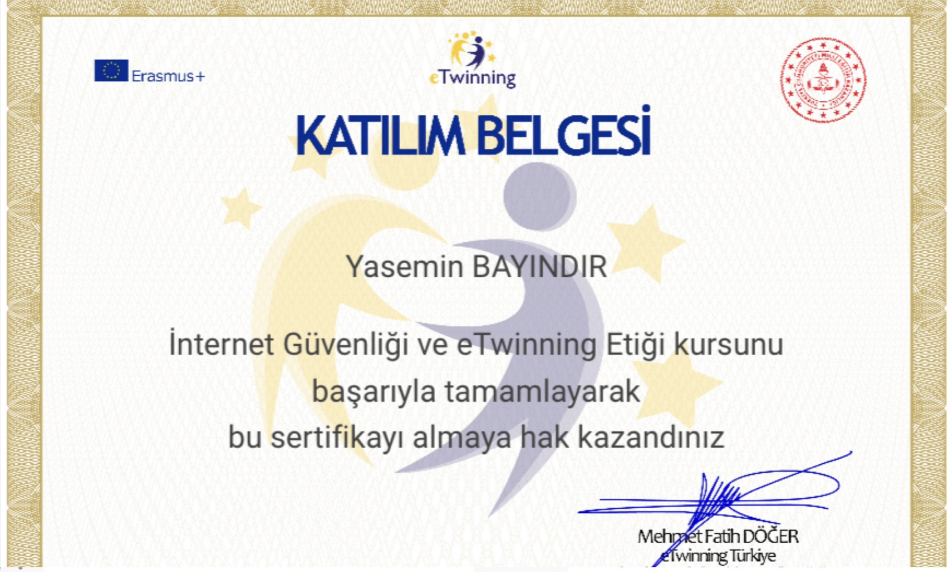 Erasmus+
eTwinning
KATILIM BELGESİ
Yasemin BAYINDIR
İnternet Güvenliği ve eTwinning Etiği kursunu
başarıyla tamamlayarak
bu sertifikayı almaya hak kazandınız
Mehmet Fatih DÖĞER
eTwinning Türkiye